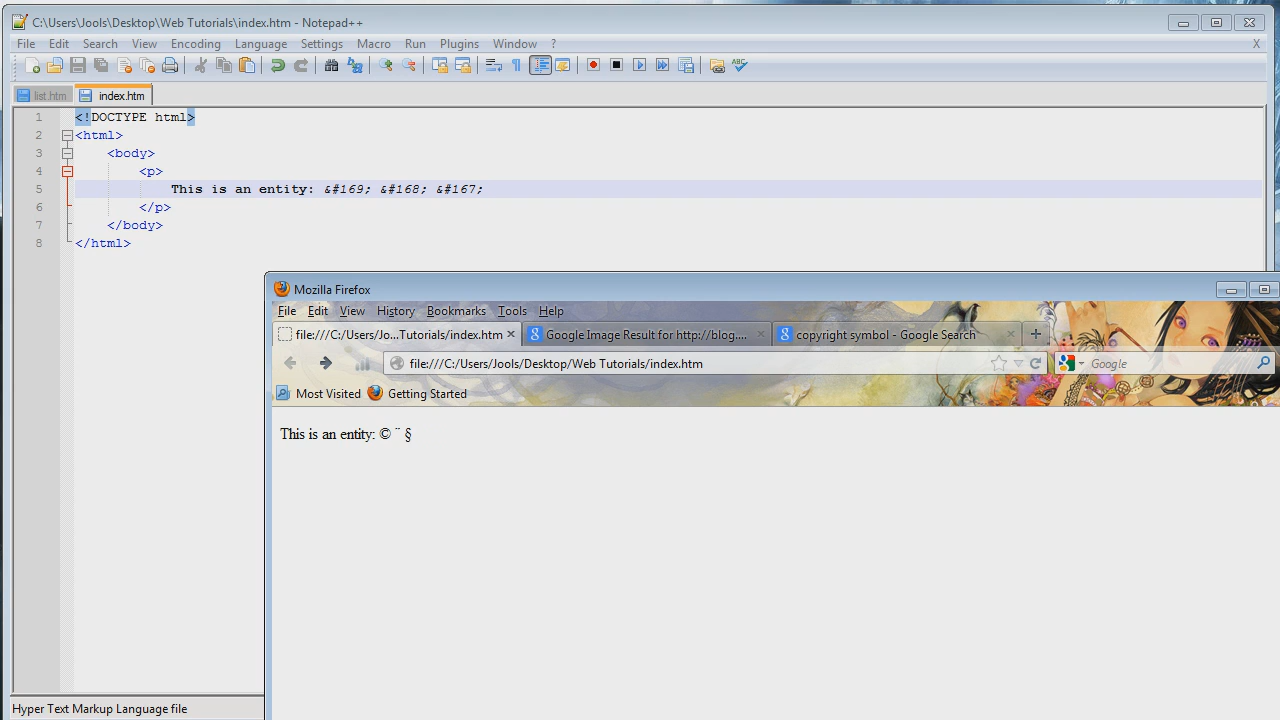 C:\Users\Jools\Desktop\Web Tutorials\index.htm - Notepad++
File Edit Search View Encoding Language Settings Macro Run Plugins Window ? X
list.htm index.htm
1 <!DOCTYPE html>
2 <html>
3 <body>
4 <p>
5 This is an entity: &#169; &#168; &#167;
6 </p>
7 </body>
8 </html>
Mozilla Firefox
File Edit View History Bookmarks Tools Help
file:///C:/Users/Jo...Tutorials/index.htm Google Image Result for http://blog.... copyright symbol - Google Search
file:///C:/Users/Jools/Desktop/Web Tutorials/index.htm Google
Most Visited Getting Started
This is an entity: © ¨ §
Hyper Text Markup Language file